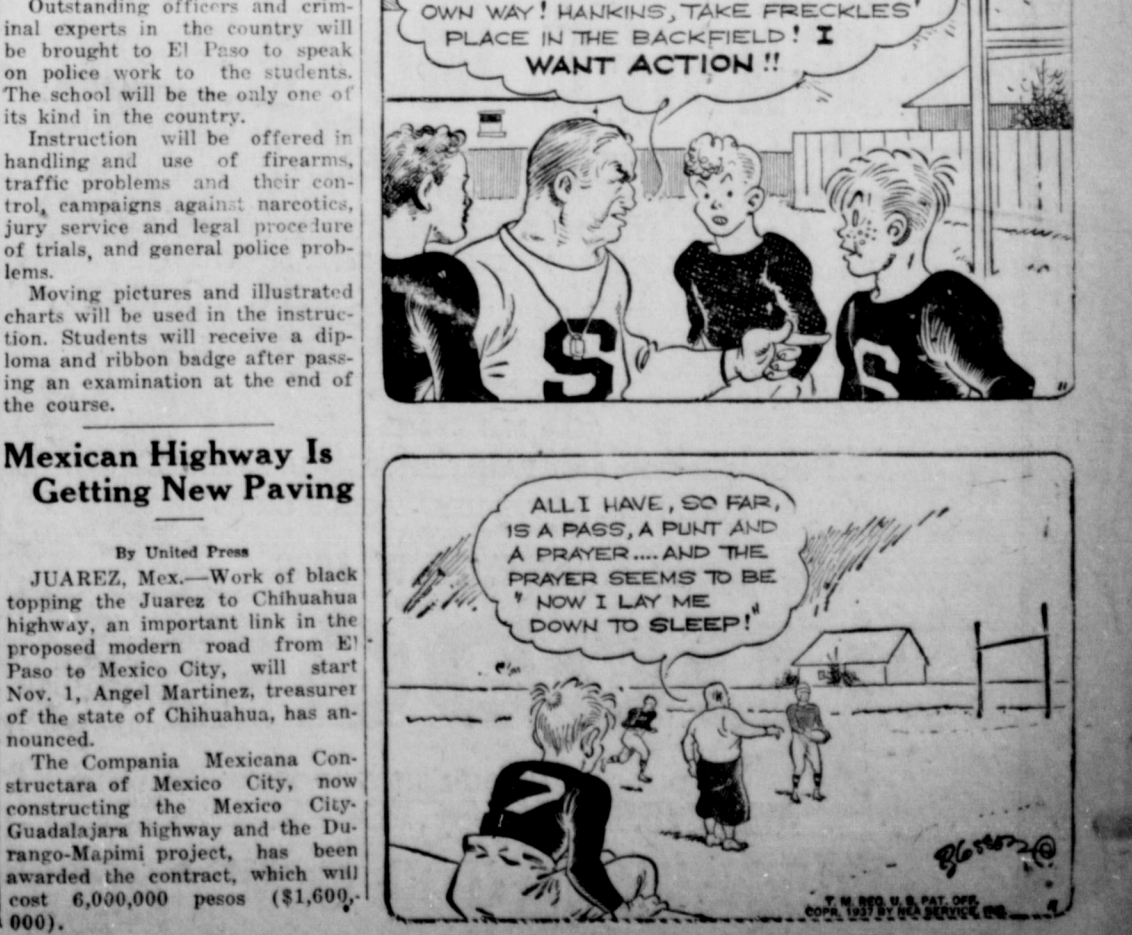 Outstanding officers and crim-
inal experts in the country will
be brought to El Paso to speak
on police work to the students.
The school will be the only one of
its kind in the country.
Instruction will be offered in
handling and use of firearms,
traffic problems and their con-
trol, campaigns against narcotics,
jury service and legal procedure
of trials, and general police prob-
lems.
Moving pictures and illustrated
charts will be used in the instruc-
tion. Students will receive a dip-
loma and ribbon badge after pass-
ing an examination at the end of
the course.
Mexican Highway Is
Getting New Paving
By United Press
JUAREZ, Mex.—Work of black
topping the Juarez to Chihuahua
highway, an important link in the
proposed modern road from El
Paso to Mexico City, will start
Nov. 1, Angel Martinez, treasurer
of the state of Chihuahua, has an-
nounced.
The Compania Mexicana Con-
structara of Mexico City, now
constructing the Mexico City-
Guadalajara highway and the Du-
rango-Mapimi project, has been
awarded the contract, which will
cost 6,000,000 pesos ($1,600,-
000).
OWN WAY! HANKINS, TAKE FRECKLES'
PLACE IN THE BACKFIELD! I
WANT ACTION!!
S
S
ALL I HAVE, SO FAR,
IS A PASS, A PUNT AND
A PRAYER.... AND THE
PRAYER SEEMS TO BE
"NOW I LAY ME
DOWN TO SLEEP!"
7
T. M. REG. U. S. PAT. OFF.
COPR. 1937 BY NEA SERVICE, INC.